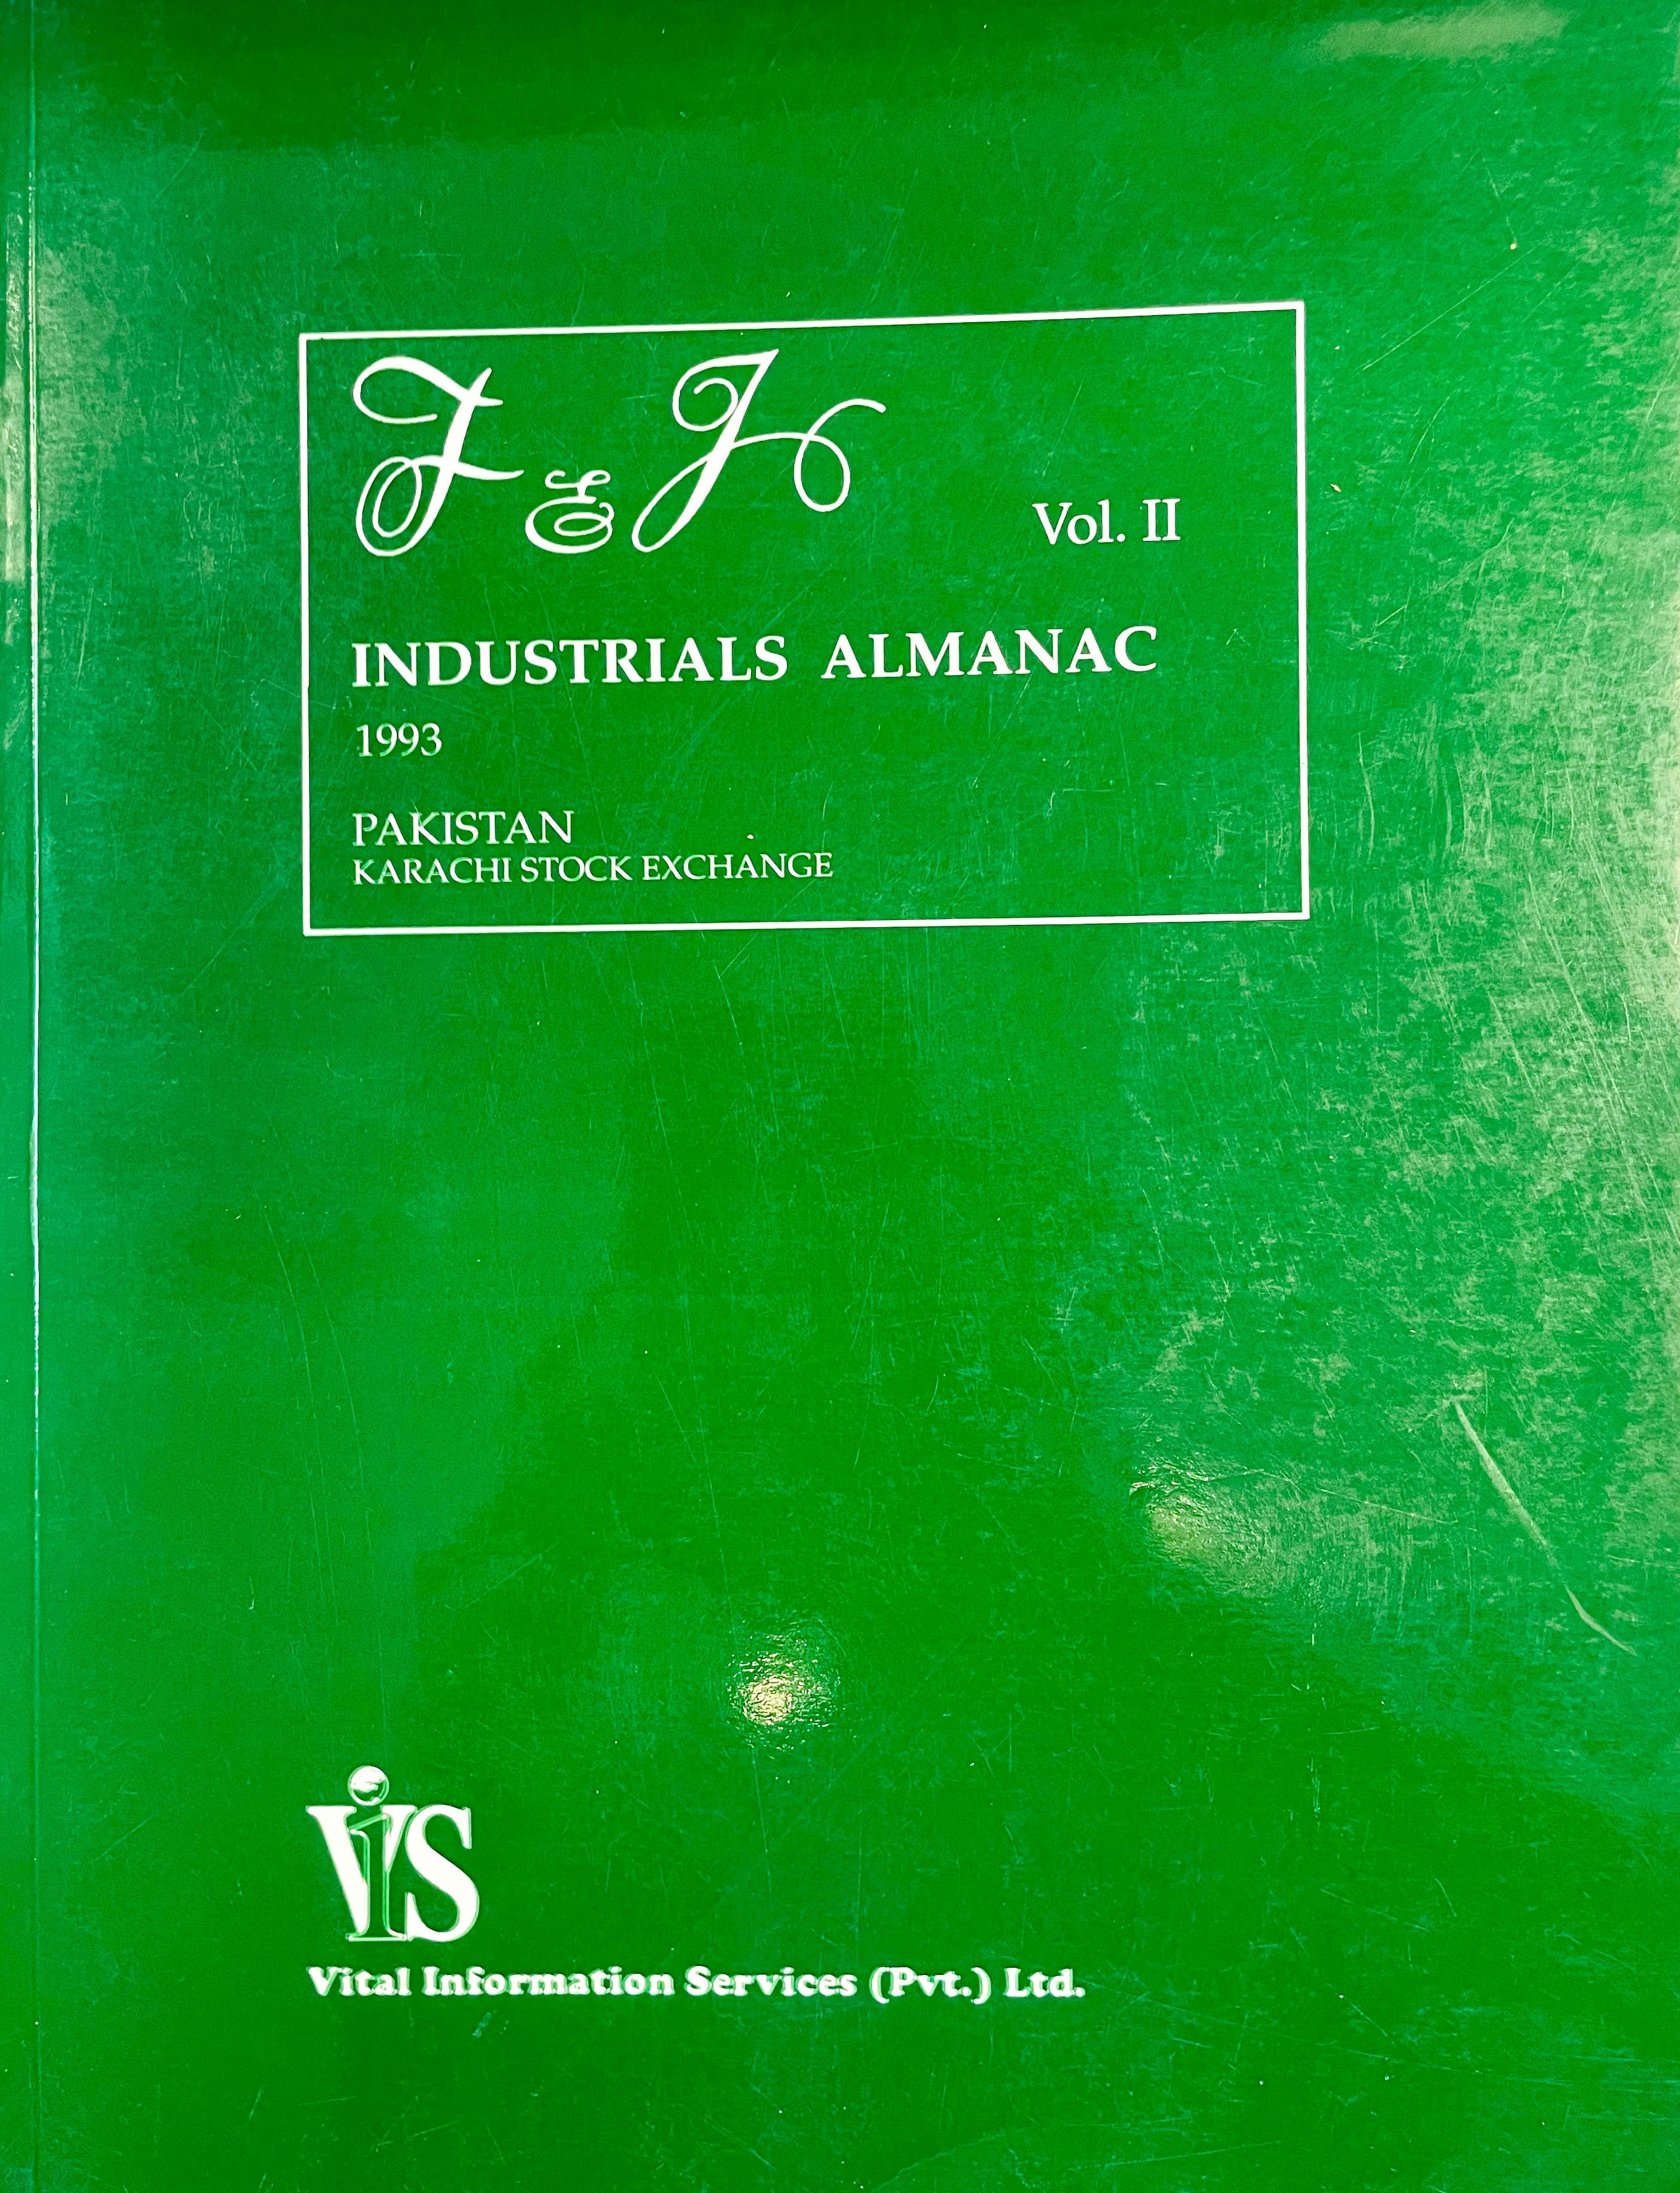 F & J
Vol. II
INDUSTRIALS ALMANAC
1993
PAKISTAN
KARACHI STOCK EXCHANGE
ViS
Vital Information Services (Pvt.) Ltd.